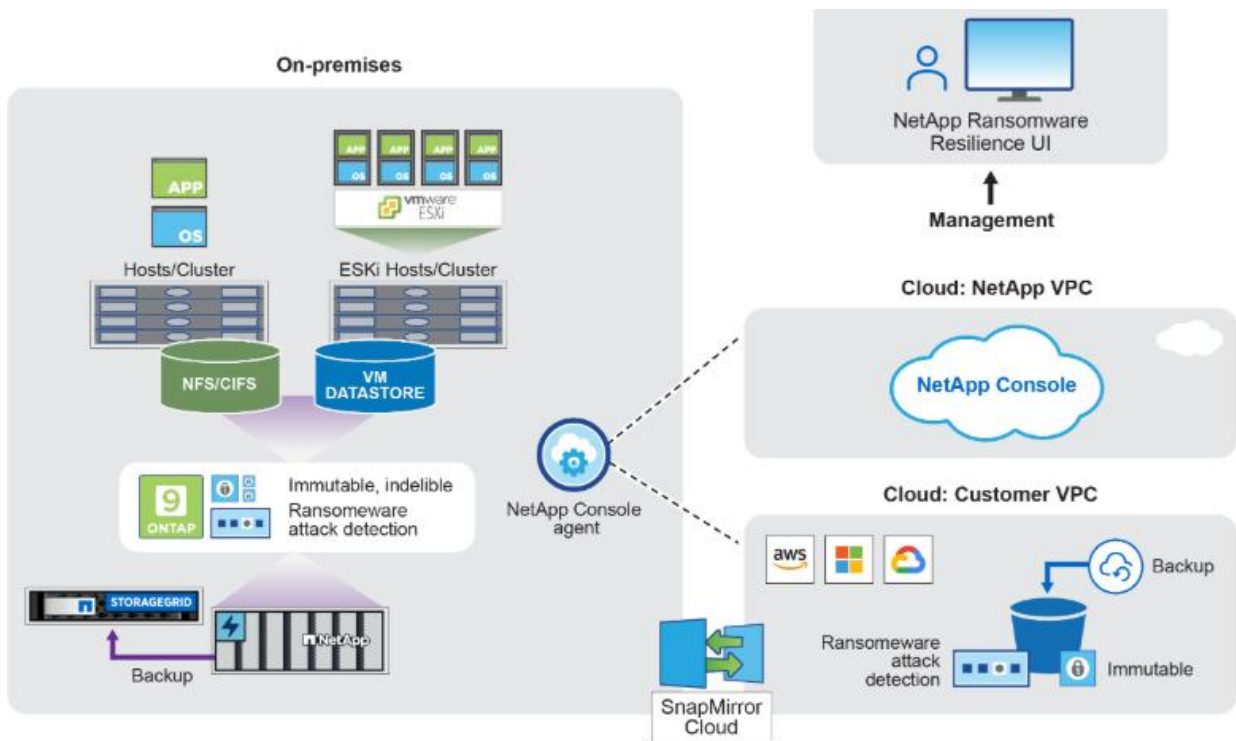 On-premises
APP
OS
Hosts/Cluster
APP APP APP APP
OS OS OS OS
vmware
ESXi
ESKi Hosts/Cluster
NFS/CIFS
VM
DATASTORE
9
ONTAP
Immutable, indelible
Ransomeware
attack detection
STORAGEGRID
NetApp
Backup
NetApp Console
agent
NetApp Ransomware
Resilience UI
Management
Cloud: NetApp VPC
NetApp Console
Cloud: Customer VPC
aws
Backup
Ransomeware
attack
detection
Immutable
SnapMirror
Cloud